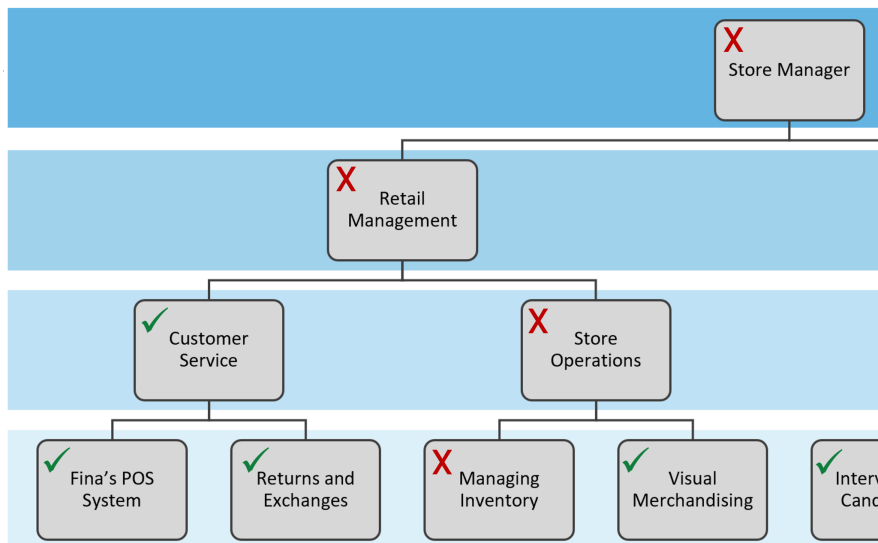 X
Store Manager
X
Retail
Management
Customer
Service
X
Store
Operations
Fina's POS
System
Returns and
Exchanges
X
Managing
Inventory
Visual
Merchandising